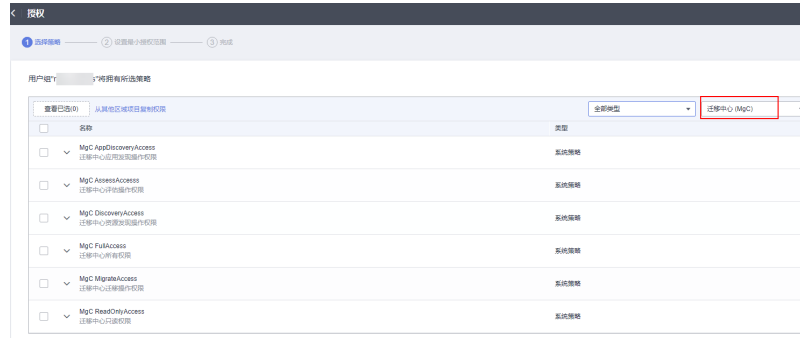 < 授权
1 选择策略 2 设置最小授权范围 3 完成
用户组"r s"将拥有所选策略
查看已选(0) 从其他区域项目复制权限 全部类型 迁移中心 (MgC)
名称 类型
MgC AppDiscoveryAccess
迁移中心应用发现操作权限 系统策略
MgC AssessAccesss
迁移中心评估操作权限 系统策略
MgC DiscoveryAccess
迁移中心资源发现操作权限 系统策略
MgC FullAccess
迁移中心所有权限 系统策略
MgC MigrateAccess
迁移中心迁移操作权限 系统策略
MgC ReadOnlyAccess
迁移中心只读权限 系统策略